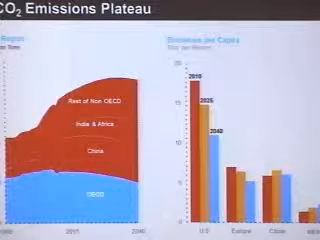 CO2 Emissions Plateau
Region
Emissions per Capita
20
2010
2025
2040
15
10
5
0
Rest of Non OECD
India & Africa
China
OECD
2015
2040
U.S
Europe
China